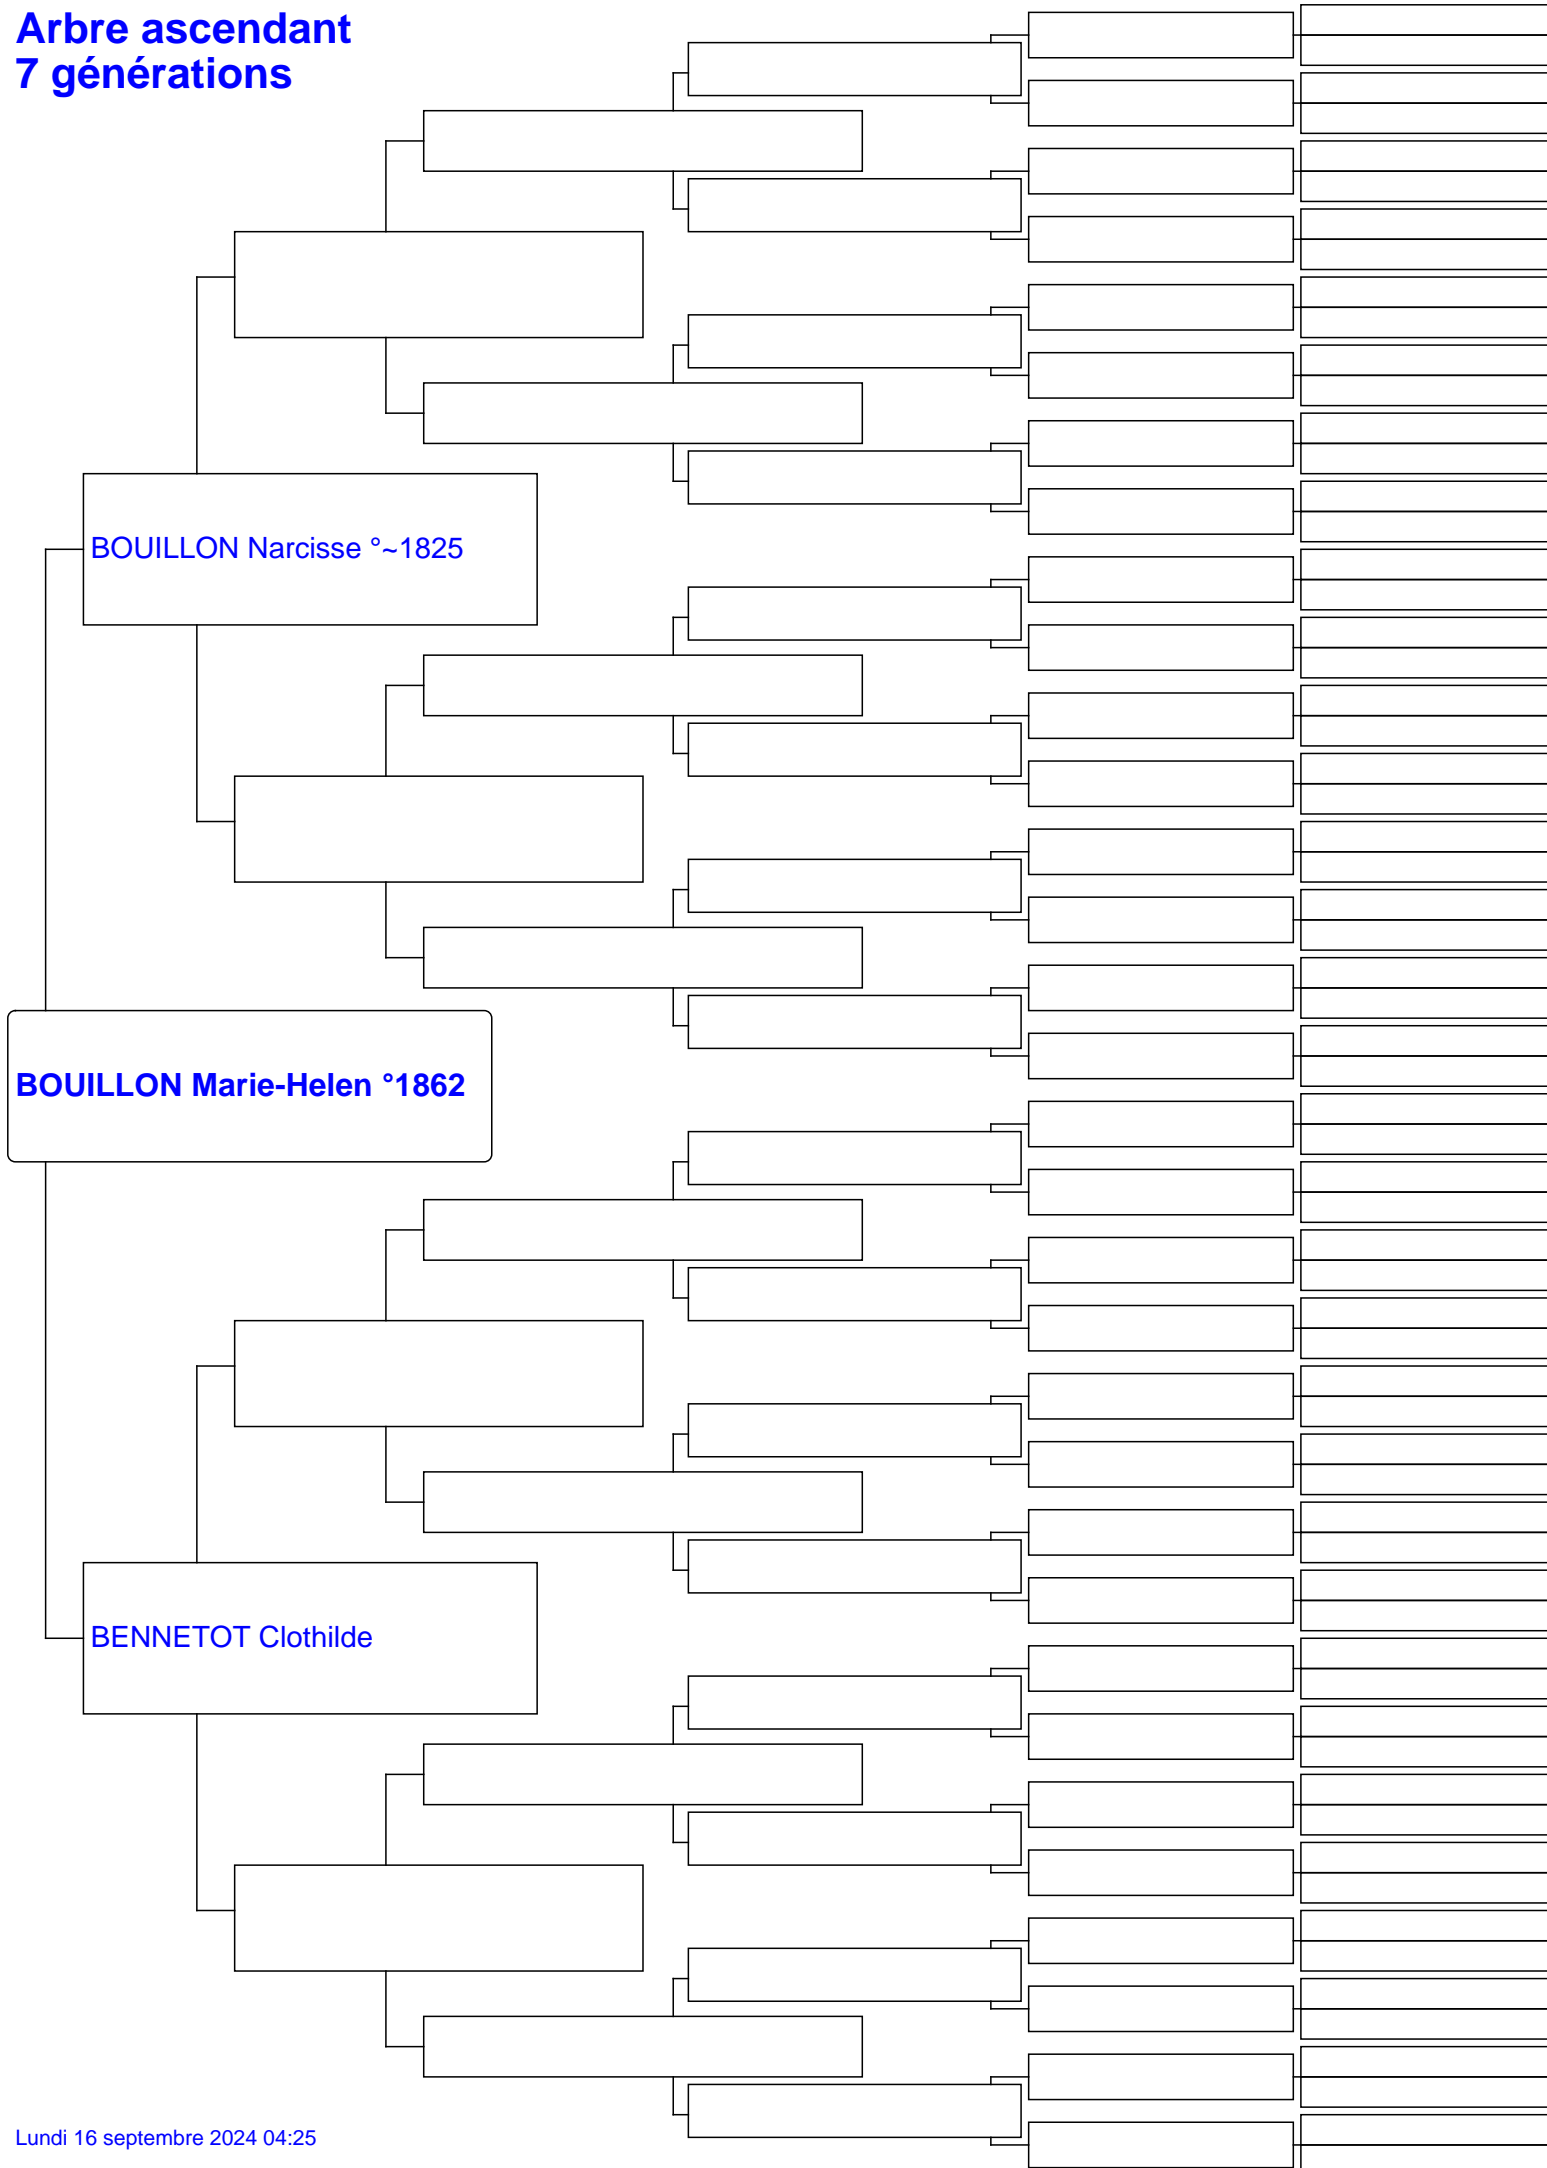 Arbre ascendant
7 générations
BOUILLON Narcisse °~1825
BOUILLON Marie-Helen °1862
BENNETOT Clothilde
Lundi 16 septembre 2024 04:25